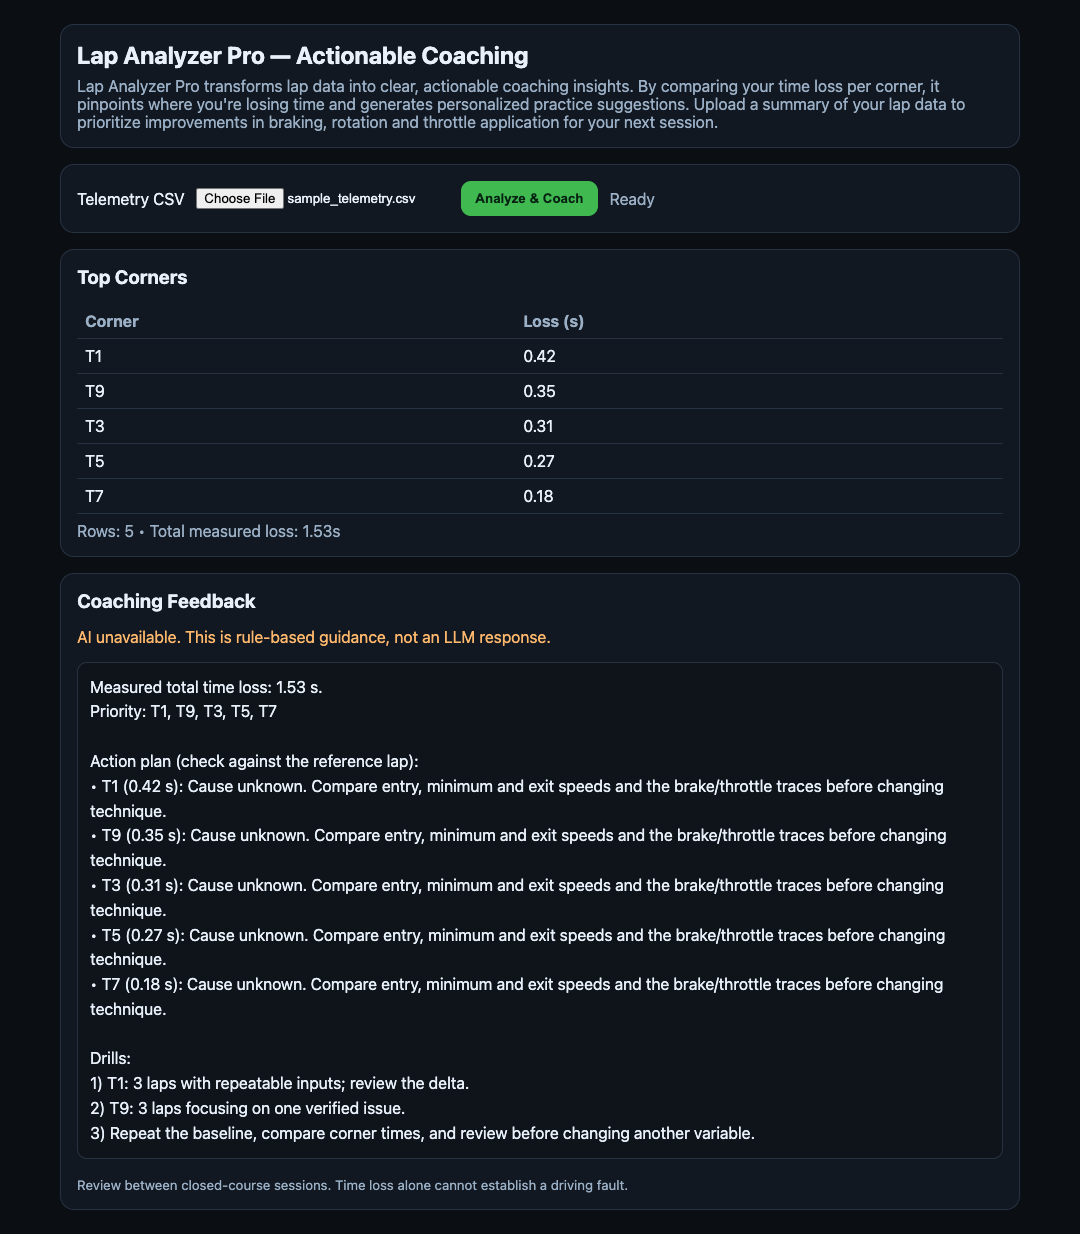 Lap Analyzer Pro — Actionable Coaching
Lap Analyzer Pro transforms lap data into clear, actionable coaching insights. By comparing your time loss per corner, it
pinpoints where you're losing time and generates personalized practice suggestions. Upload a summary of your lap data to
prioritize improvements in braking, rotation and throttle application for your next session.
Telemetry CSV Choose File sample_telemetry.csv Analyze & Coach Ready
Top Corners
Corner Loss (s)
T1 0.42
T9 0.35
T3 0.31
T5 0.27
T7 0.18
Rows: 5 • Total measured loss: 1.53s
Coaching Feedback
AI unavailable. This is rule-based guidance, not an LLM response.
Measured total time loss: 1.53 s.
Priority: T1, T9, T3, T5, T7
Action plan (check against the reference lap):
• T1 (0.42 s): Cause unknown. Compare entry, minimum and exit speeds and the brake/throttle traces before changing
technique.
• T9 (0.35 s): Cause unknown. Compare entry, minimum and exit speeds and the brake/throttle traces before changing
technique.
• T3 (0.31 s): Cause unknown. Compare entry, minimum and exit speeds and the brake/throttle traces before changing
technique.
• T5 (0.27 s): Cause unknown. Compare entry, minimum and exit speeds and the brake/throttle traces before changing
technique.
• T7 (0.18 s): Cause unknown. Compare entry, minimum and exit speeds and the brake/throttle traces before changing
technique.
Drills:
1) T1: 3 laps with repeatable inputs; review the delta.
2) T9: 3 laps focusing on one verified issue.
3) Repeat the baseline, compare corner times, and review before changing another variable.
Review between closed-course sessions. Time loss alone cannot establish a driving fault.